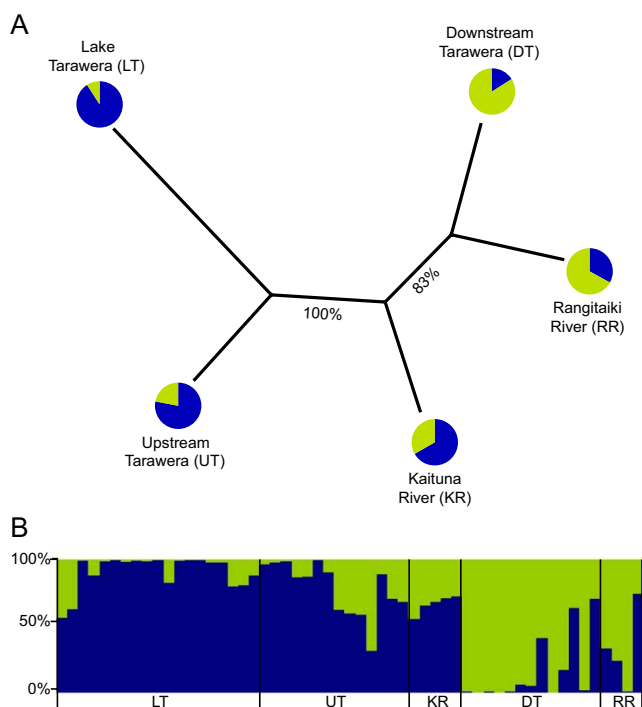 A
Lake
Tarawera (LT)
Downstream
Tarawera (DT)
83%
100%
Rangitaiki
River (RR)
Upstream
Tarawera (UT)
Kaituna
River (KR)
B
100%
50%
0%
LT
UT
KR
DT
RR